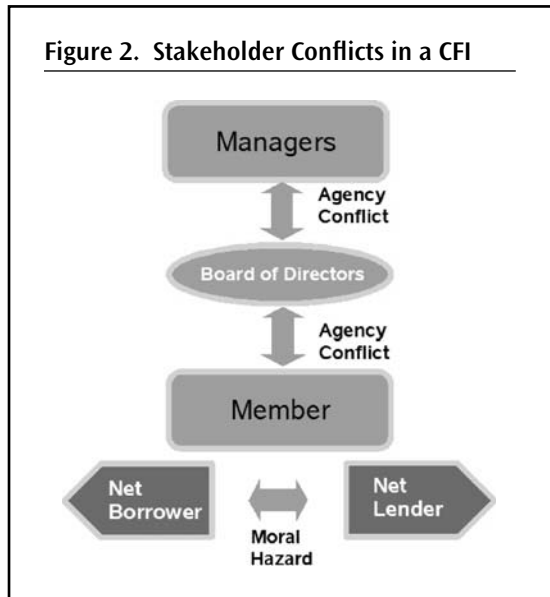 Figure 2. Stakeholder Conflicts in a CFI
Managers
Agency
Conflict
Board of Directors
Agency
Conflict
Member
Net
Borrower
Net
Lender
Moral
Hazard